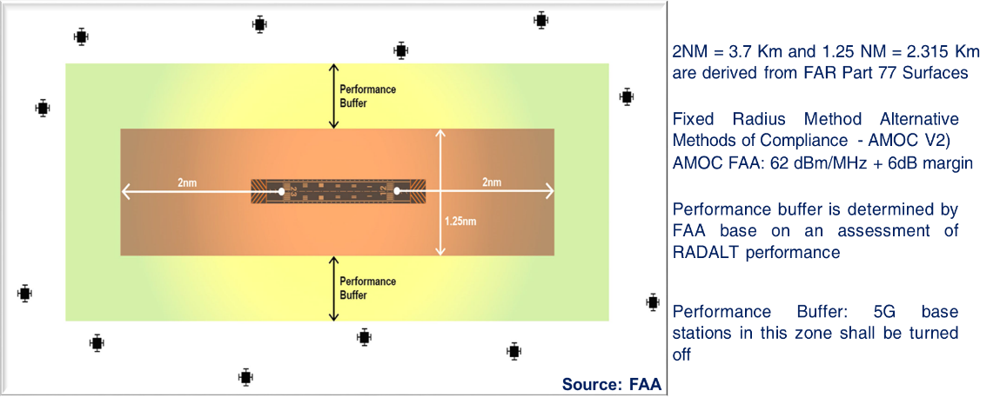 Performance
Buffer
2nm
23
12
2nm
1.25nm
Performance
Buffer
Source: FAA
2NM = 3.7 Km and 1.25 NM = 2.315 Km
are derived from FAR Part 77 Surfaces
Fixed Radius Method Alternative
Methods of Compliance - AMOC V2)
AMOC FAA: 62 dBm/MHz + 6dB margin
Performance buffer is determined by
FAA base on an assessment of
RADALT performance
Performance Buffer: 5G base
stations in this zone shall be turned
off